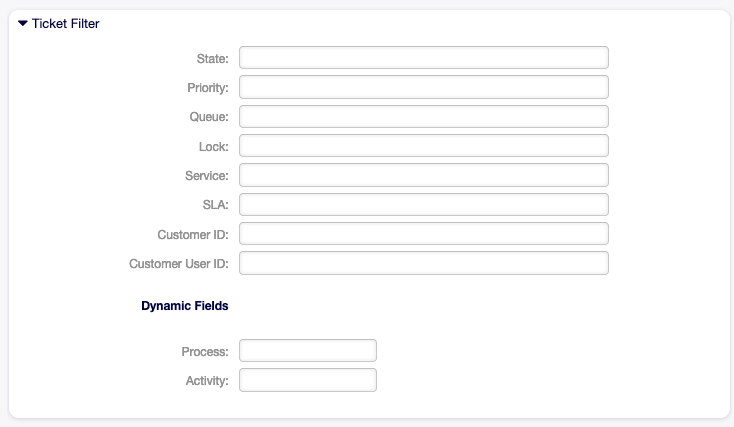 Ticket Filter
State:
Priority:
Queue:
Lock:
Service:
SLA:
Customer ID:
Customer User ID:
Dynamic Fields
Process:
Activity: